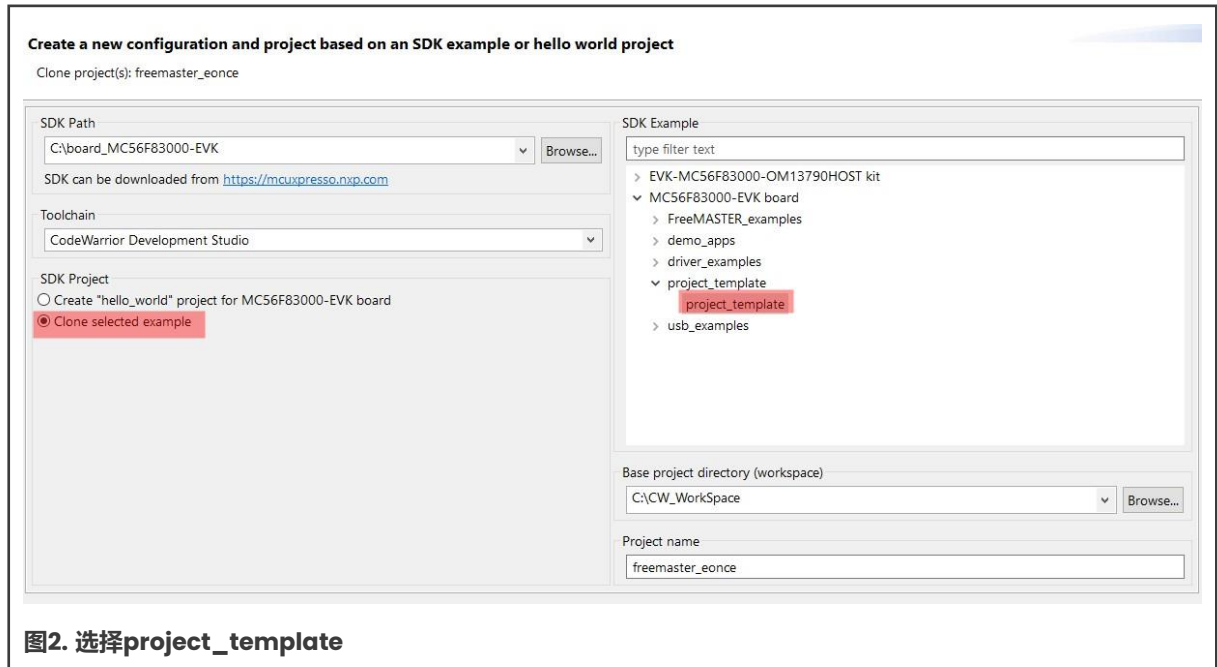 Create a new configuration and project based on an SDK example or hello world project
Clone project(s): freemaster_eonce
SDK Path
C:\board_MC56F83000-EVK
Browse...
SDK can be downloaded from https://mcuxpresso.nxp.com
Toolchain
CodeWarrior Development Studio
SDK Project
Create "hello_world" project for MC56F83000-EVK board
Clone selected example
SDK Example
type filter text
EVK-MC56F83000-OM13790HOST kit
MC56F83000-EVK board
FreeMASTER_examples
demo_apps
driver_examples
project_template
project_template
usb_examples
Base project directory (workspace)
C:\CW_WorkSpace
Browse...
Project name
freemaster_eonce
图2. 选择project_template